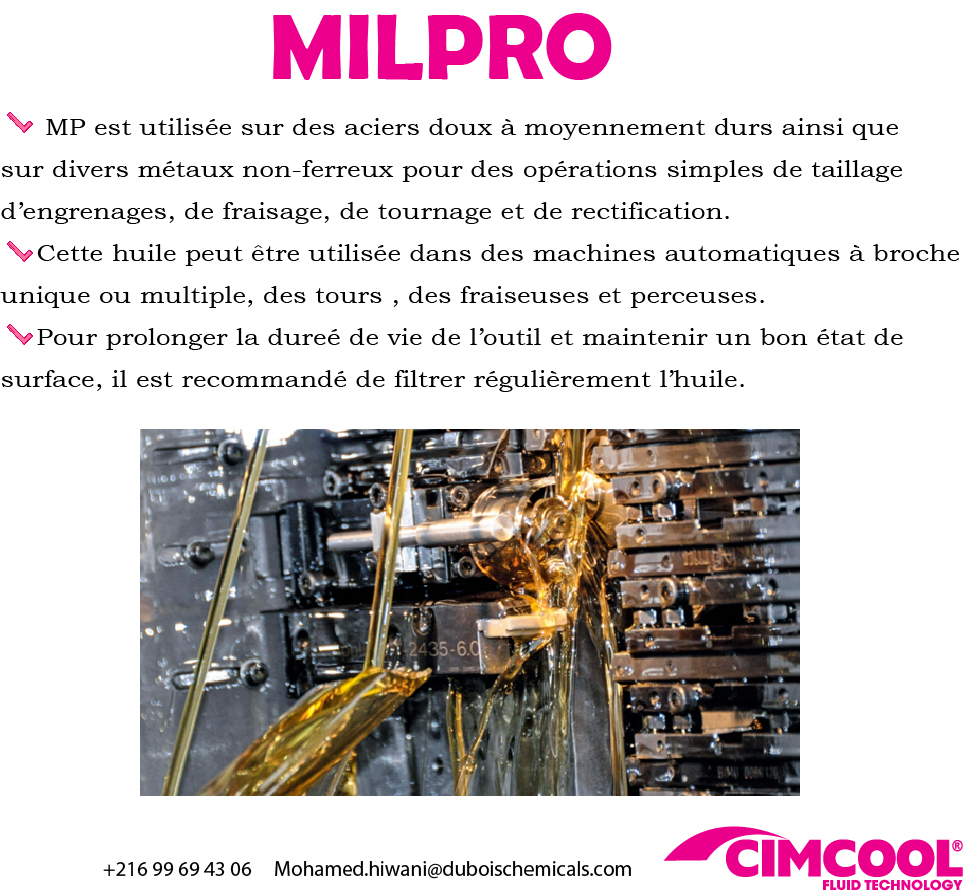 MILPRO
MP est utilisée sur des aciers doux à moyennement durs ainsi que
sur divers métaux non-ferreux pour des opérations simples de taillage
d’engrenages, de fraisage, de tournage et de rectification.
Cette huile peut être utilisée dans des machines automatiques à broche
unique ou multiple, des tours , des fraiseuses et perceuses.
Pour prolonger la dureé de vie de l’outil et maintenir un bon état de
surface, il est recommandé de filtrer régulièrement l’huile.
2435-6.0
+216 99 69 43 06 Mohamed.hiwani@duboischemicals.com
CIMCOOL®
FLUID TECHNOLOGY